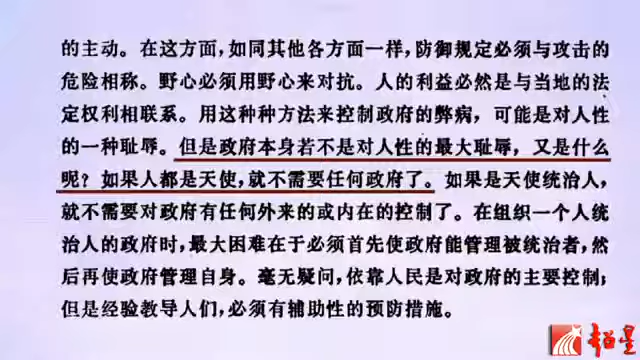 的主动。在这方面，如同其他各方面一样，防御规定必须与攻击的
危险相称。野心必须用野心来对抗。人的利益必然是与当地的法
定权利相联系。用这种种方法来控制政府的弊病，可能是对人性
的一种耻辱。但是政府本身若不是对人性的最大耻辱，又是什么
呢？如果人都是天使，就不需要任何政府了。如果是天使统治人，
就不需要对政府有任何外来的或内在的控制了。在组织一个人统
治人的政府时，最大困难在于必须首先使政府能管理被统治者，然
后再使政府管理自身。毫无疑问，依靠人民是对政府的主要控制；
但是经验教导人们，必须有辅助性的预防措施。
超星